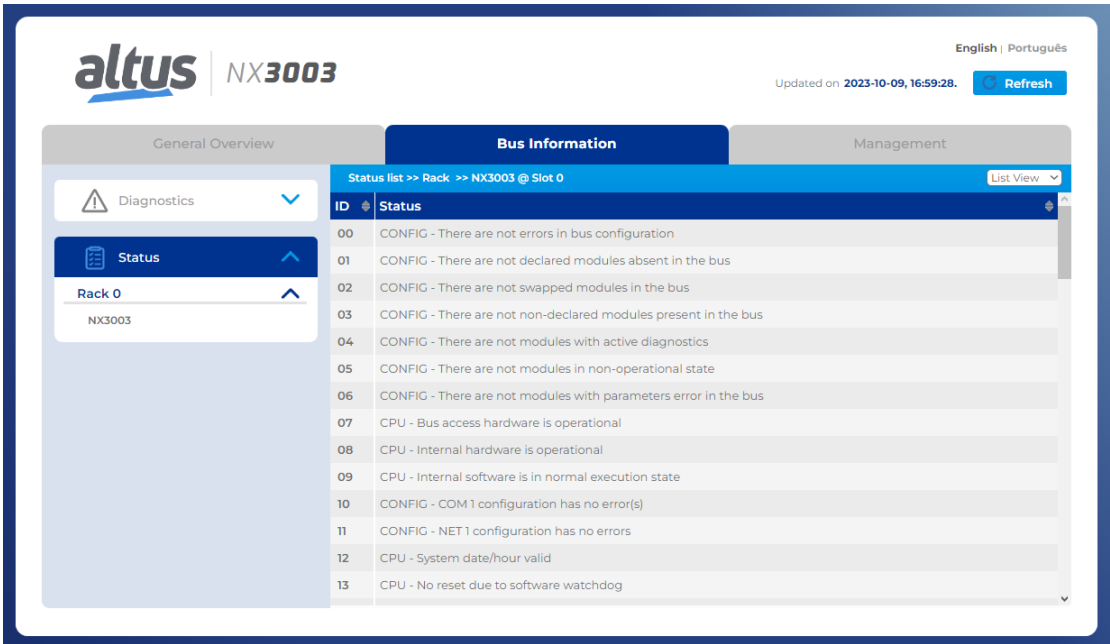 English | Português
altus | NX3003
Updated on 2023-10-09, 16:59:28. Refresh
General Overview Bus Information Management
Diagnostics
Status
Rack 0
NX3003
Status list >> Rack >> NX3003 @ Slot 0 List View
ID Status
00 CONFIG - There are not errors in bus configuration
01 CONFIG - There are not declared modules absent in the bus
02 CONFIG - There are not swapped modules in the bus
03 CONFIG - There are not non-declared modules present in the bus
04 CONFIG - There are not modules with active diagnostics
05 CONFIG - There are not modules in non-operational state
06 CONFIG - There are not modules with parameters error in the bus
07 CPU - Bus access hardware is operational
08 CPU - Internal hardware is operational
09 CPU - Internal software is in normal execution state
10 CONFIG - COM 1 configuration has no error(s)
11 CONFIG - NET 1 configuration has no errors
12 CPU - System date/hour valid
13 CPU - No reset due to software watchdog